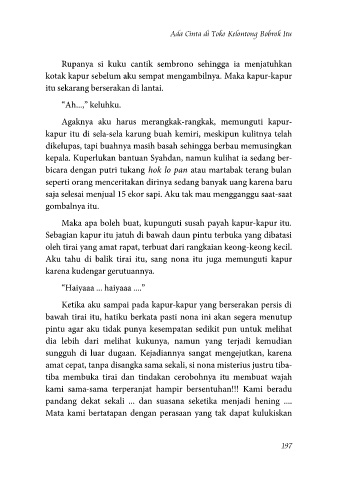 Ada Cinta di Toko Kelontong Bobrok Itu
Rupanya si kuku cantik sembrono sehingga ia menjatuhkan
kotak kapur sebelum aku sempat mengambilnya. Maka kapur-kapur
itu sekarang berserakan di lantai.
“Ah...,” keluhku.
Agaknya aku harus merangkak-rangkak, memunguti kapur-
kapur itu di sela-sela karung buah kemiri, meskipun kulitnya telah
dikelupas, tapi buahnya masih basah sehingga berbau memusingkan
kepala. Kuperlukan bantuan Syahdan, namun kulihat ia sedang ber-
bicara dengan putri tukang hok lo pan atau martabak terang bulan
seperti orang menceritakan dirinya sedang banyak uang karena baru
saja selesai menjual 15 ekor sapi. Aku tak mau mengganggu saat-saat
gombalnya itu.
Maka apa boleh buat, kupunguti susah payah kapur-kapur itu.
Sebagian kapur itu jatuh di bawah daun pintu terbuka yang dibatasi
oleh tirai yang amat rapat, terbuat dari rangkaian keong-keong kecil.
Aku tahu di balik tirai itu, sang nona itu juga memunguti kapur
karena kudengar gerutuannya.
“Haiyaaa ... haiyaaa ....”
Ketika aku sampai pada kapur-kapur yang berserakan persis di
bawah tirai itu, hatiku berkata pasti nona ini akan segera menutup
pintu agar aku tidak punya kesempatan sedikit pun untuk melihat
dia lebih dari melihat kukunya, namun yang terjadi kemudian
sungguh di luar dugaan. Kejadiannya sangat mengejutkan, karena
amat cepat, tanpa disangka sama sekali, si nona misterius justru tiba-
tiba membuka tirai dan tindakan cerobohnya itu membuat wajah
kami sama-sama terperanjat hampir bersentuhan!!! Kami beradu
pandang dekat sekali ... dan suasana seketika menjadi hening ....
Mata kami bertatapan dengan perasaan yang tak dapat kulukiskan
197